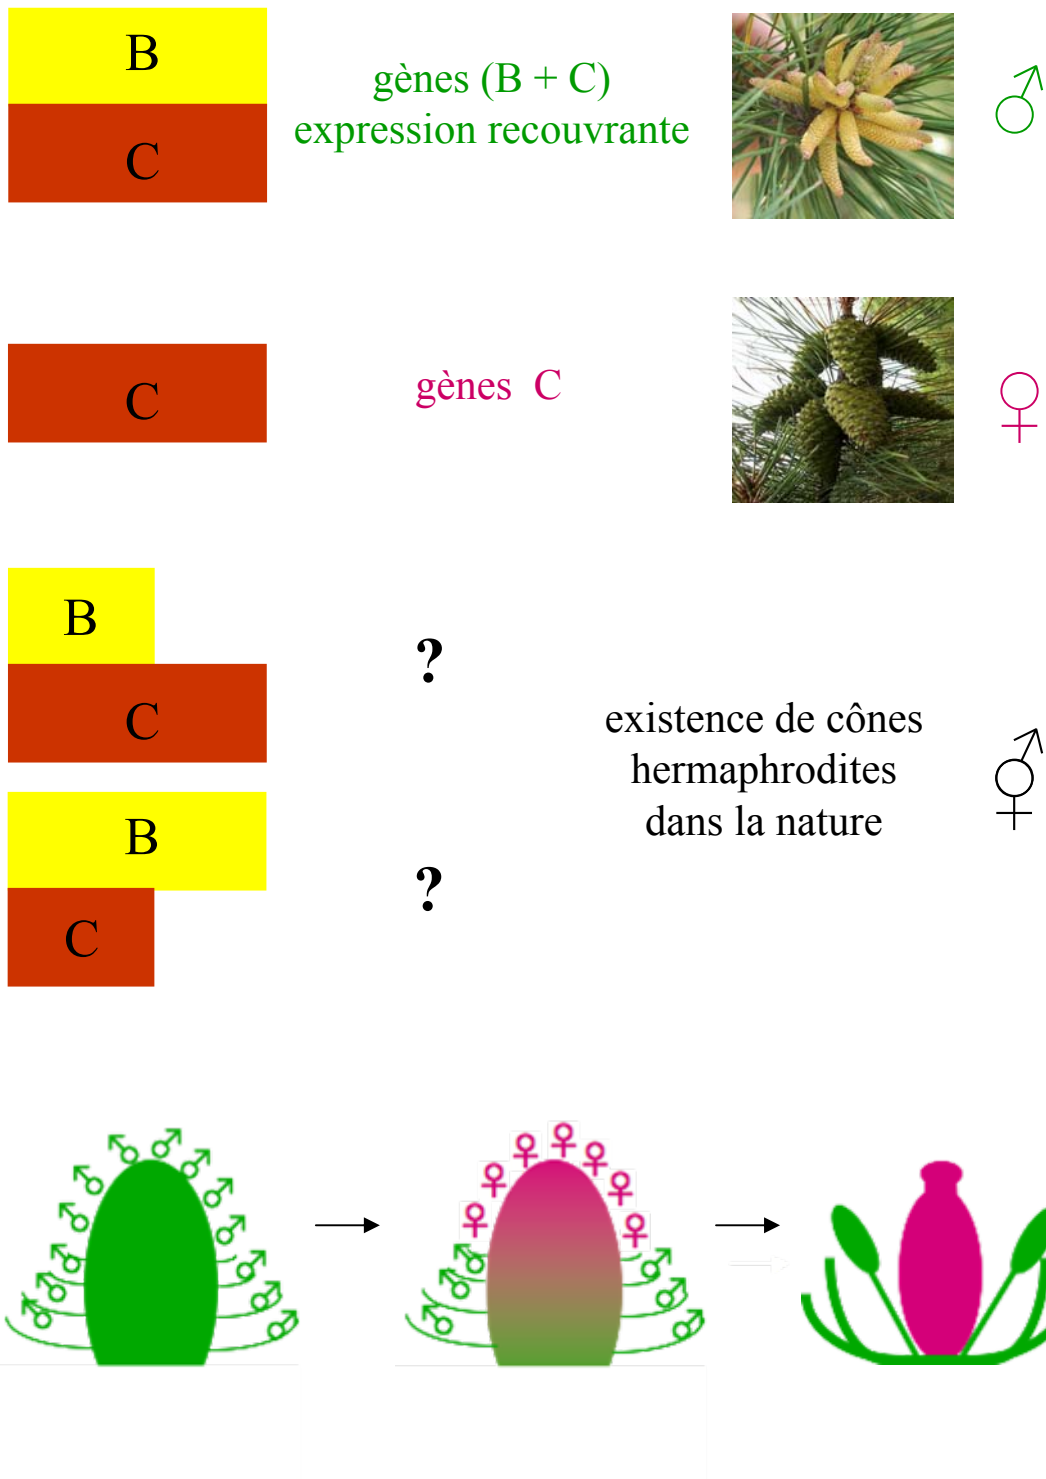 B
gènes (B + C)
expression recouvrante
C
C
gènes C
B
?
C
existence de cônes
hermaphrodites
dans la nature
B
?
C